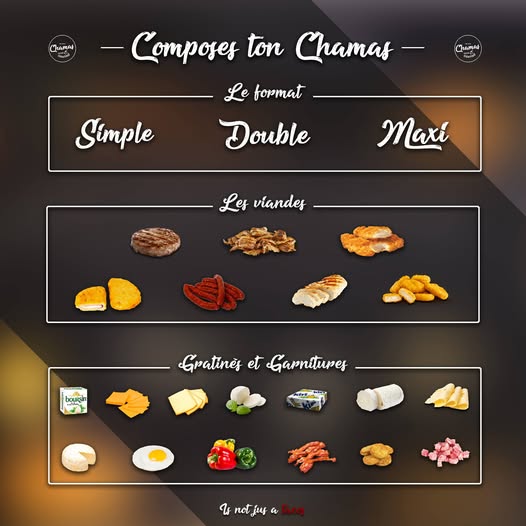 Composes ton Chamas
Chamas
Chamas
Le format
Simple
Double
Maxi
Les viandes
Gratinés et Garnitures
boursin
kiri
Is not jus a